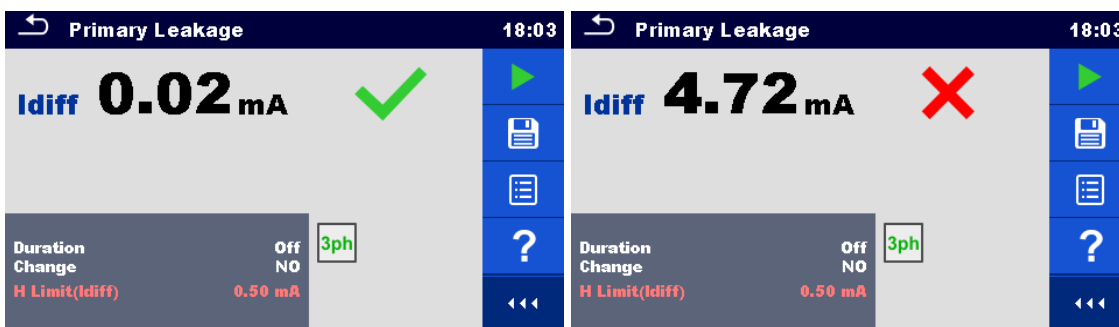 Primary Leakage 18:03
Idiff 0.02 mA
Duration Off
Change NO
H Limit(Idiff) 0.50 mA
3ph
?
Primary Leakage 18:03
Idiff 4.72 mA
Duration Off
Change NO
H Limit(Idiff) 0.50 mA
3ph
?